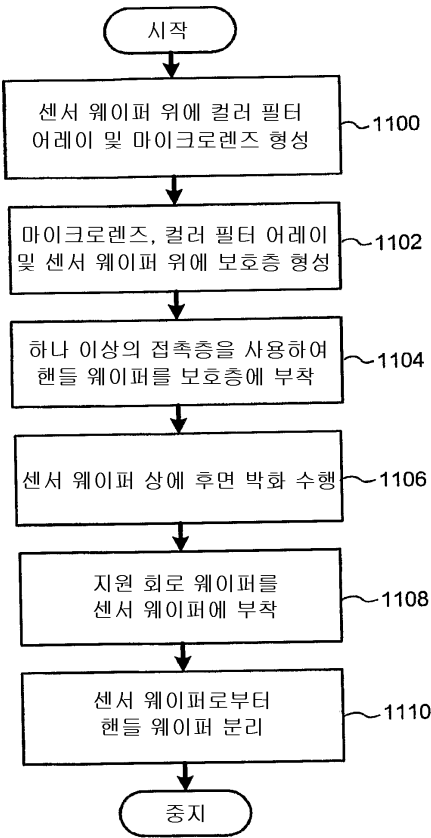 시작
센서 웨이퍼 위에 컬러 필터
어레이 및 마이크로렌즈 형성
1100
마이크로렌즈, 컬러 필터 어레이
및 센서 웨이퍼 위에 보호층 형성
1102
하나 이상의 접촉층을 사용하여
핸들 웨이퍼를 보호층에 부착
1104
센서 웨이퍼 상에 후면 박화 수행
1106
지원 회로 웨이퍼를
센서 웨이퍼에 부착
1108
센서 웨이퍼로부터
핸들 웨이퍼 분리
1110
중지